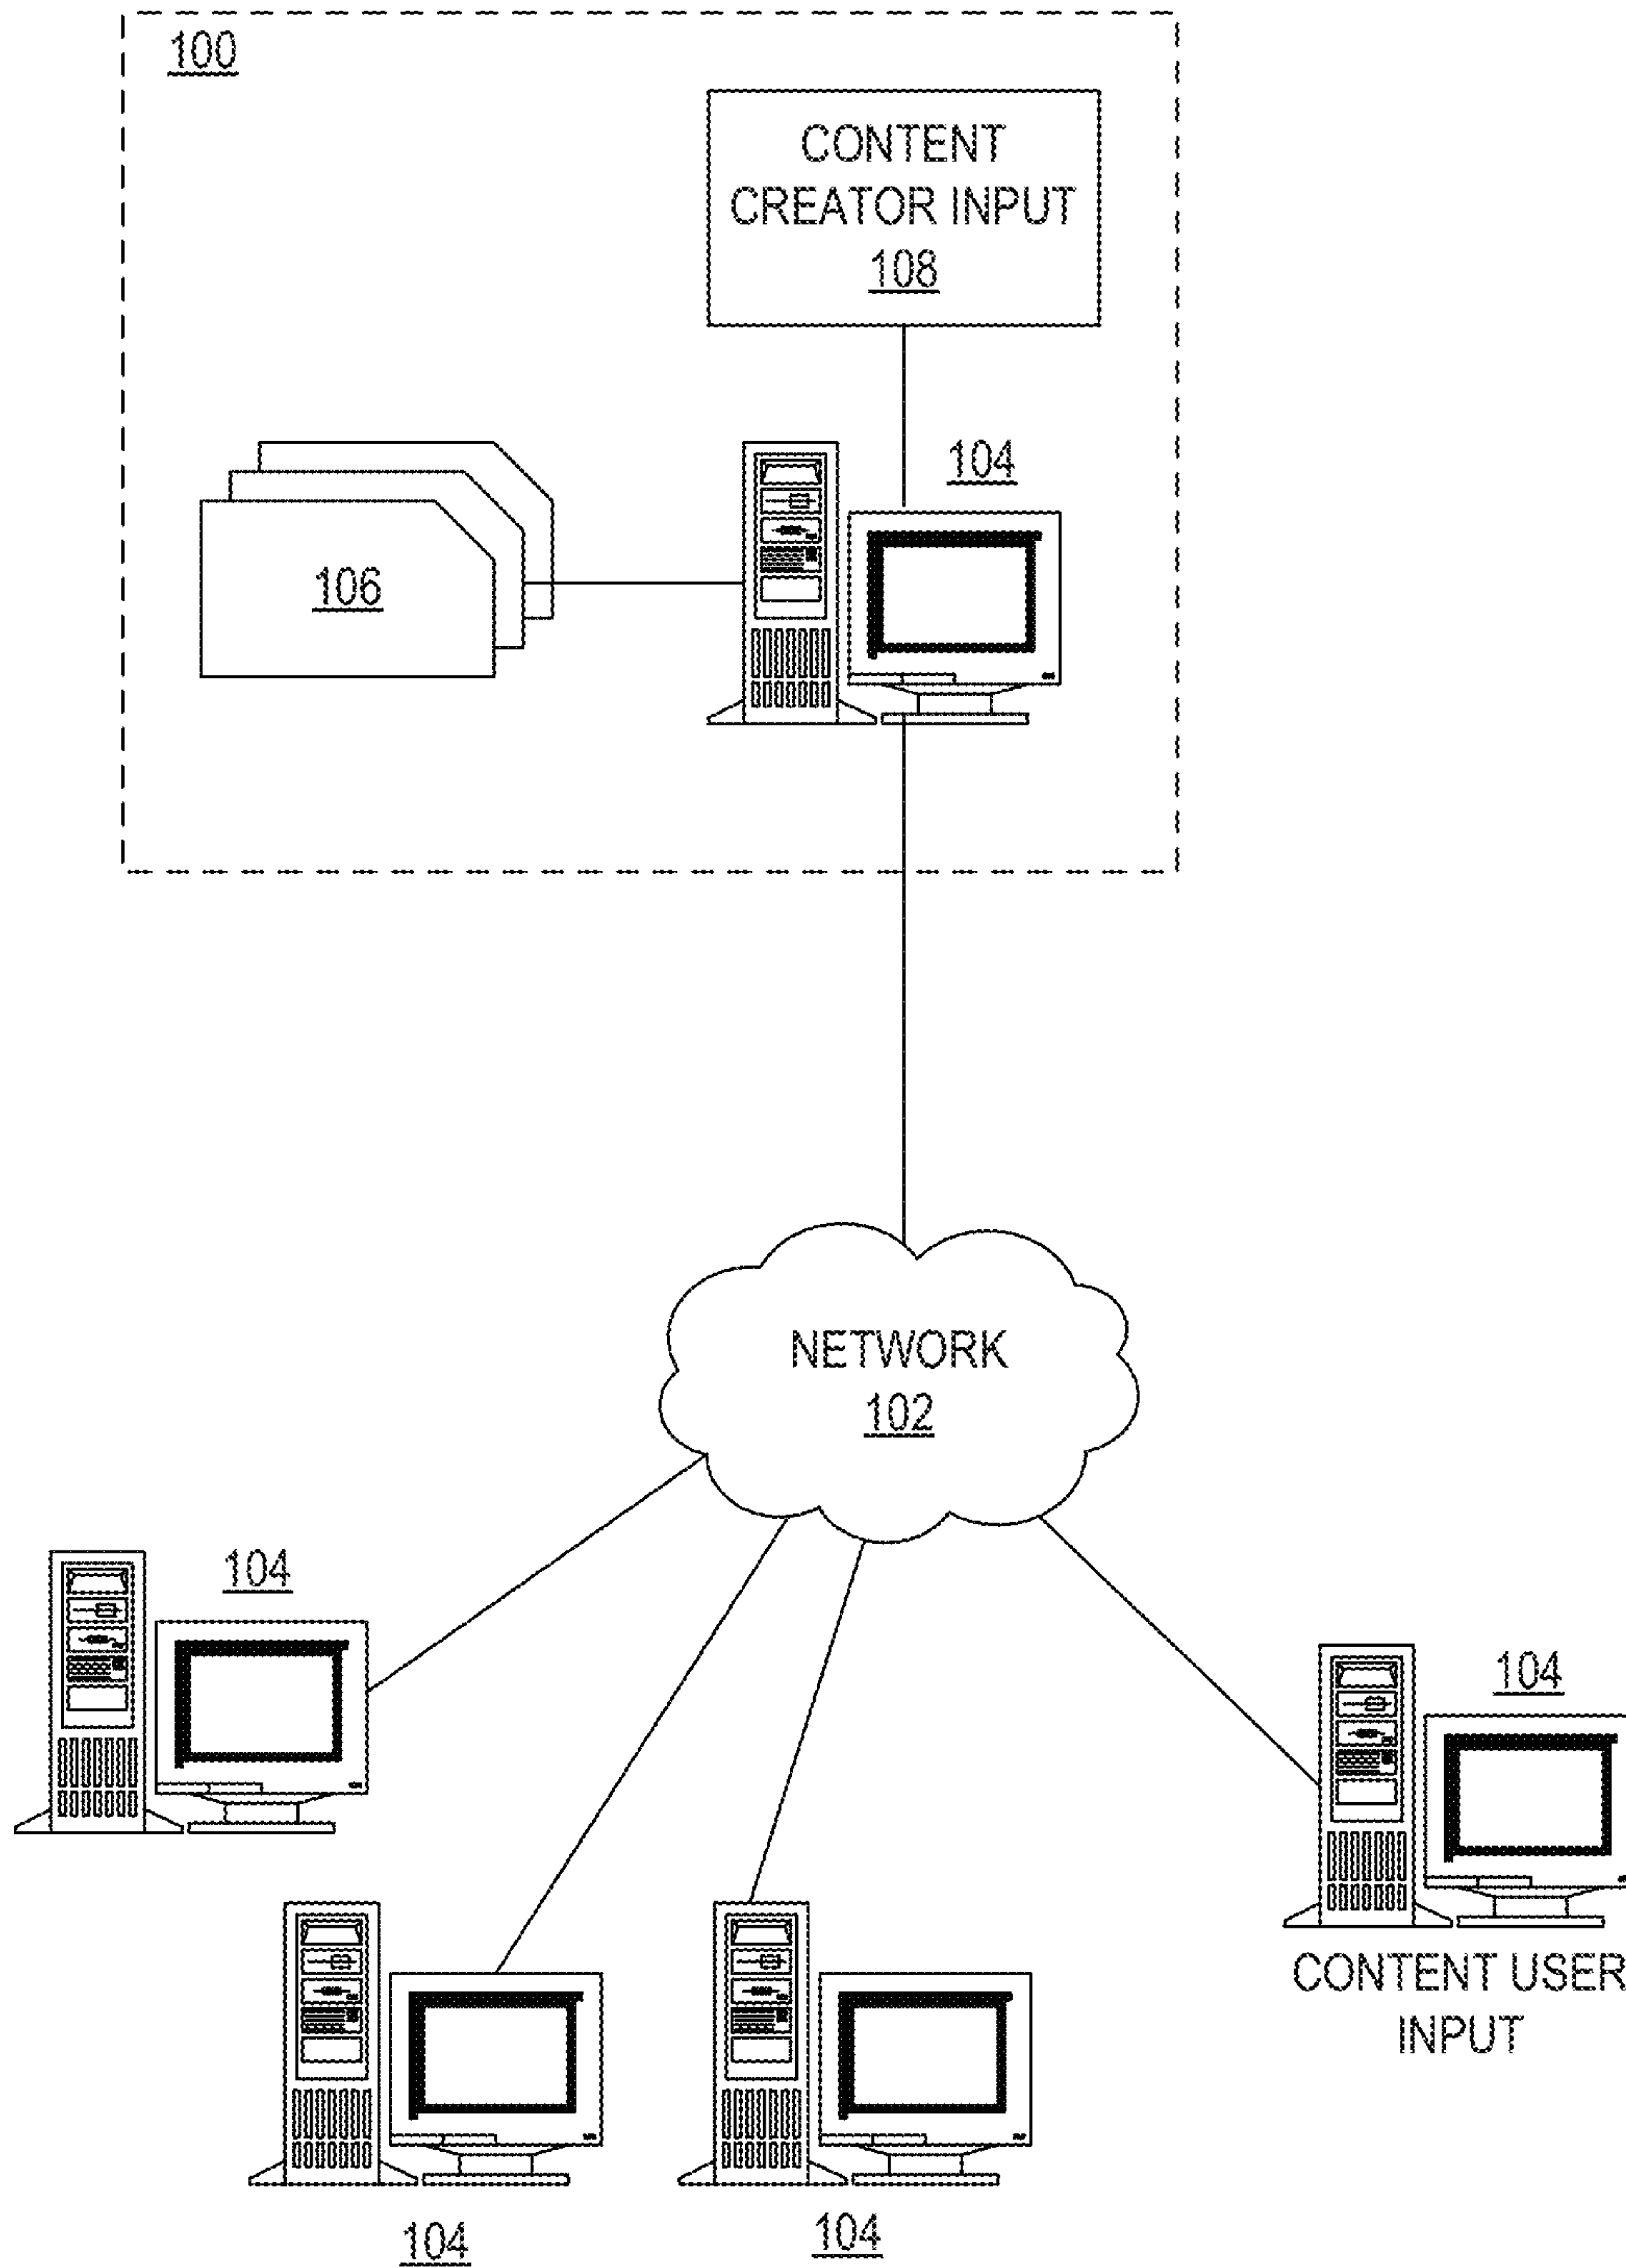 100
CONTENT
CREATOR INPUT
108
104
106
NETWORK
102
104
104
CONTENT USER
INPUT
104
104